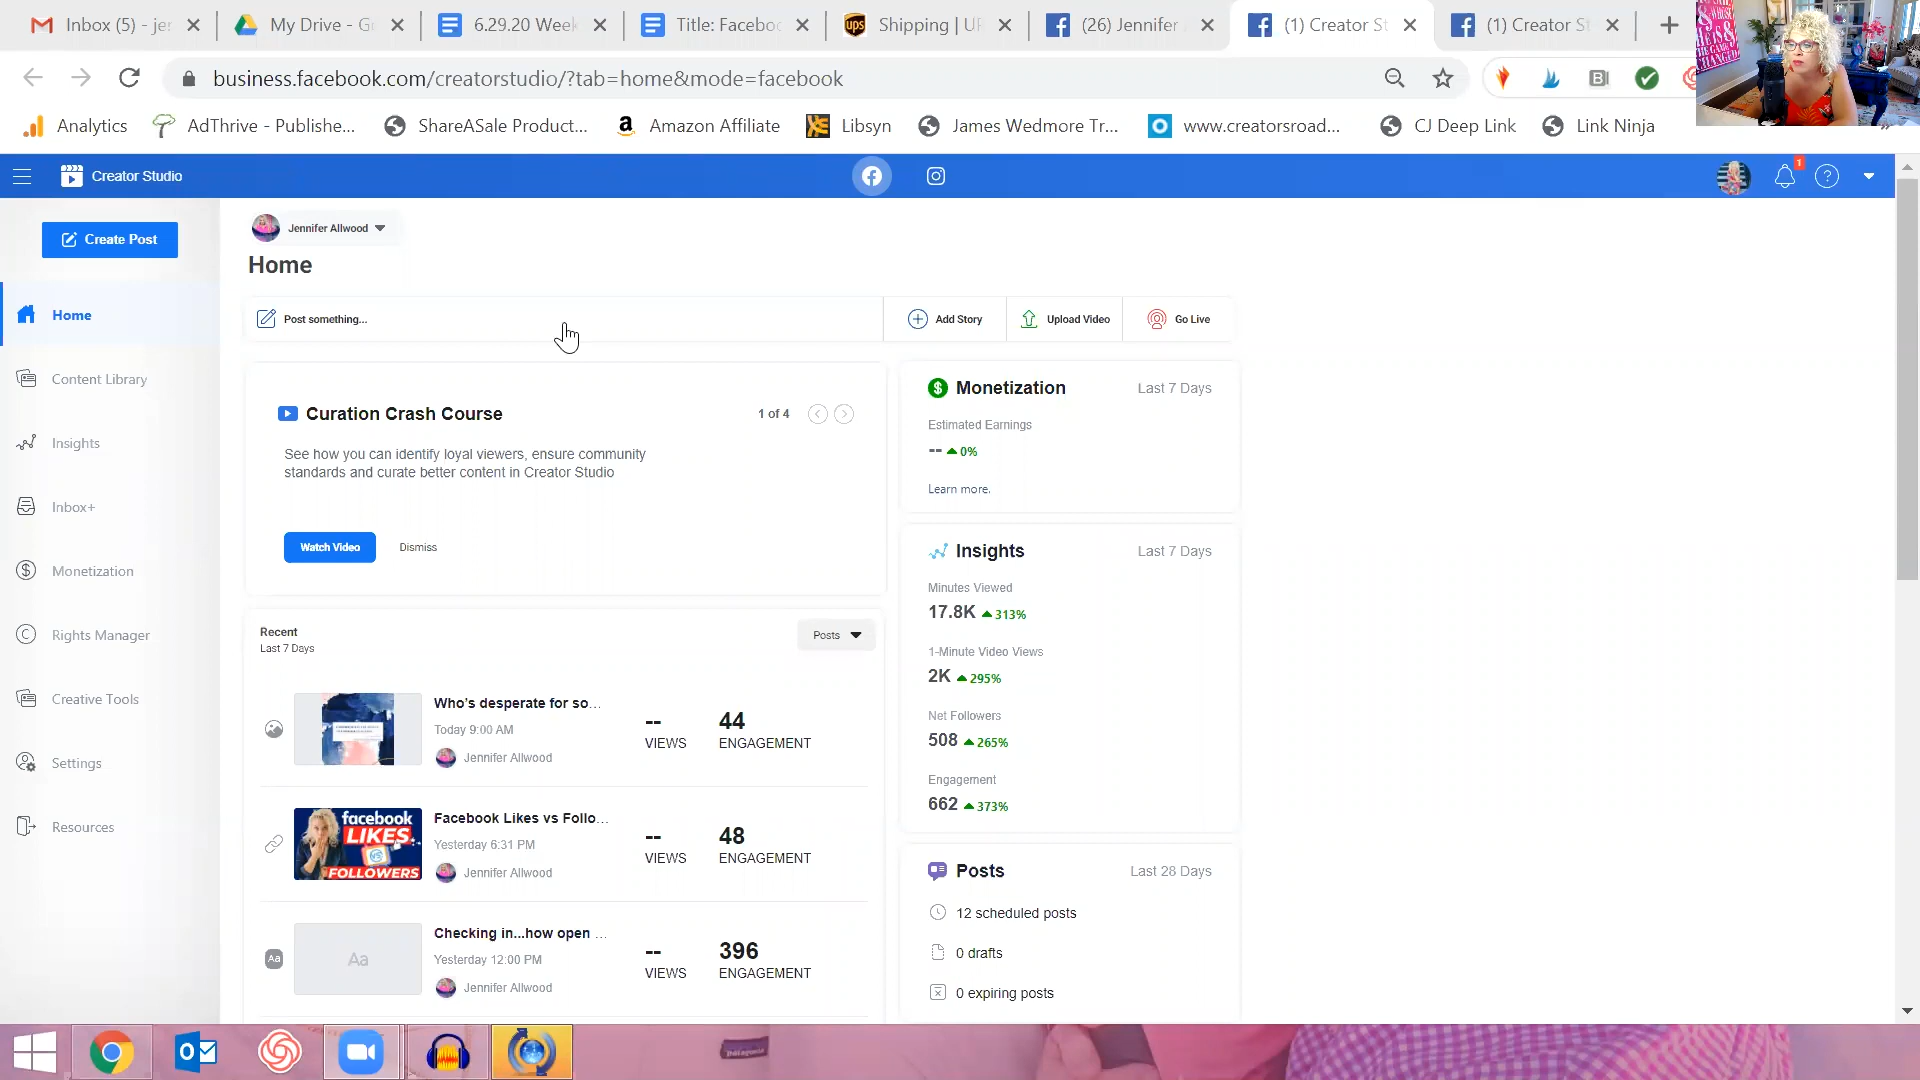 Inbox (5) - jer
My Drive - G
6.29.20 Week
Title: Facebo
Shipping | UP
(26) Jennifer
(1) Creator St
(1) Creator St
business.facebook.com/creatorstudio/?tab=home&mode=facebook
Analytics
AdThrive - Publishe...
ShareASale Product...
Amazon Affiliate
Libsyn
James Wedmore Tr...
www.creatorsroad...
CJ Deep Link
Link Ninja
Creator Studio
1
Create Post
Home
Content Library
Insights
Inbox+
Monetization
Rights Manager
Creative Tools
Settings
Resources
Jennifer Allwood
Home
Post something...
Add Story
Upload Video
Go Live
Curation Crash Course
1 of 4
See how you can identify loyal viewers, ensure community
standards and curate better content in Creator Studio
Watch Video
Dismiss
Recent
Last 7 Days
Posts
Who's desperate for so...
Today 9:00 AM
Jennifer Allwood
--
VIEWS
44
ENGAGEMENT
facebook
LIKES
VS
FOLLOWERS
Facebook Likes vs Follo...
Yesterday 6:31 PM
Jennifer Allwood
--
VIEWS
48
ENGAGEMENT
Aa
Aa
Checking in...how open ...
Yesterday 12:00 PM
Jennifer Allwood
--
VIEWS
396
ENGAGEMENT
Monetization
Last 7 Days
Estimated Earnings
-- 0%
Learn more.
Insights
Last 7 Days
Minutes Viewed
17.8K 313%
1-Minute Video Views
2K 295%
Net Followers
508 265%
Engagement
662 373%
Posts
Last 28 Days
12 scheduled posts
0 drafts
0 expiring posts